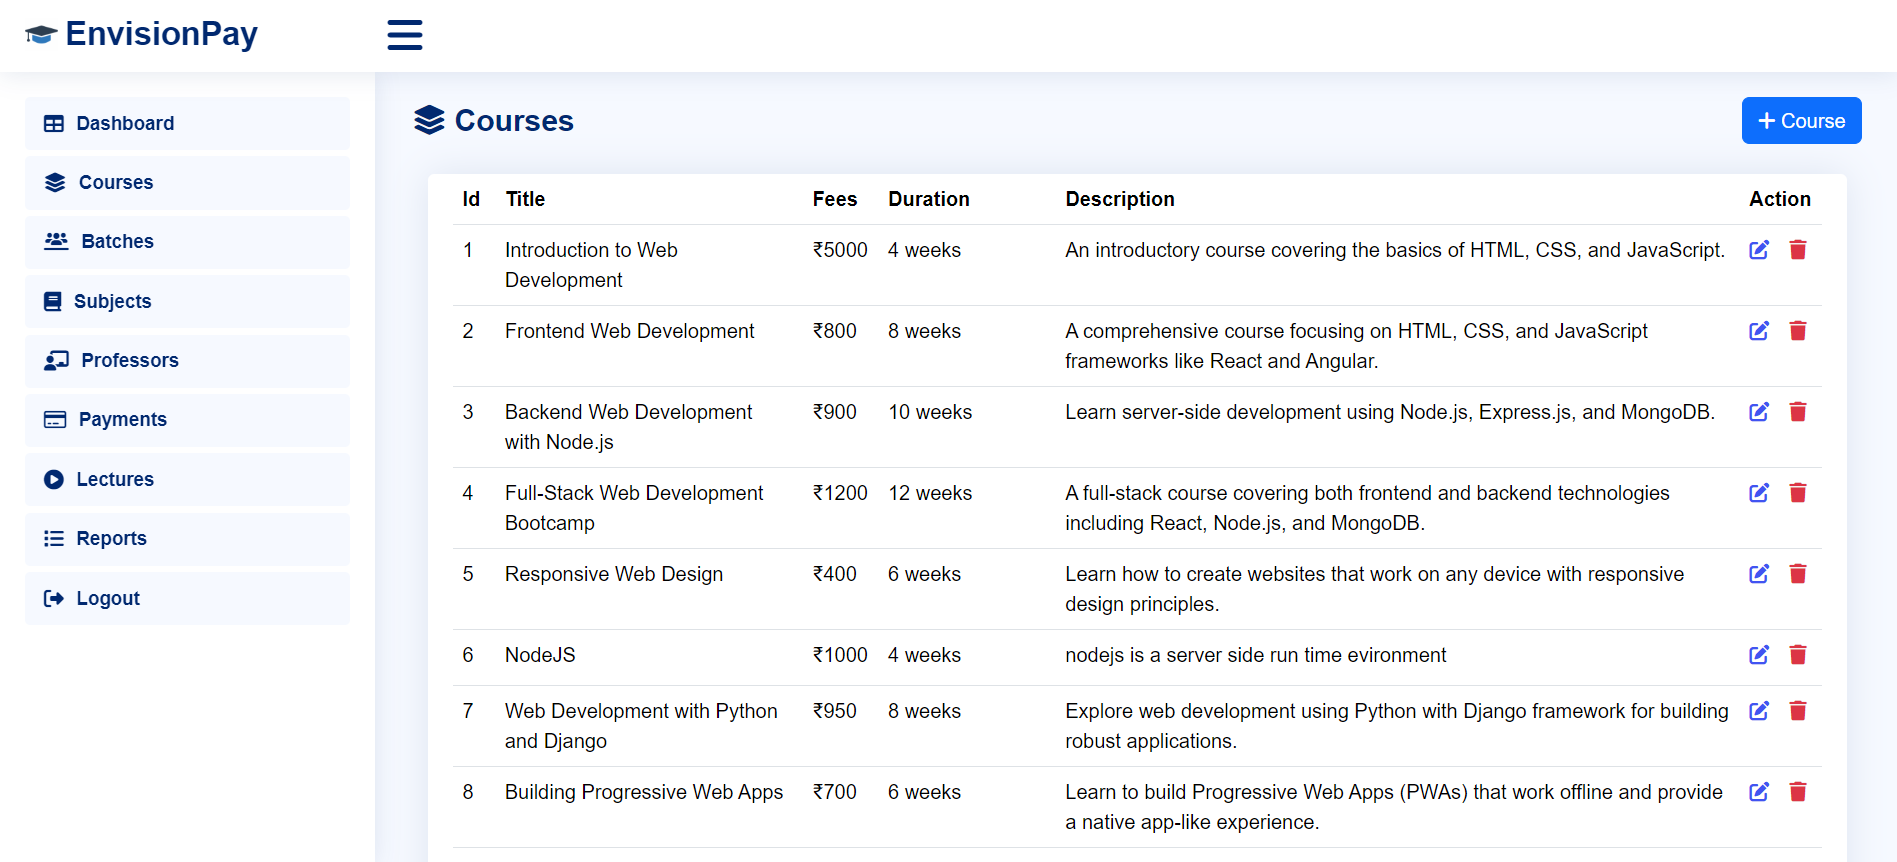 EnvisionPay
Dashboard
Courses
Batches
Subjects
Professors
Payments
Lectures
Reports
Logout
Courses
+ Course
Id Title Fees Duration Description Action
1 Introduction to Web ₹5000 4 weeks An introductory course covering the basics of HTML, CSS, and JavaScript.
Development
2 Frontend Web Development ₹800 8 weeks A comprehensive course focusing on HTML, CSS, and JavaScript
frameworks like React and Angular.
3 Backend Web Development ₹900 10 weeks Learn server-side development using Node.js, Express.js, and MongoDB.
with Node.js
4 Full-Stack Web Development ₹1200 12 weeks A full-stack course covering both frontend and backend technologies
Bootcamp including React, Node.js, and MongoDB.
5 Responsive Web Design ₹400 6 weeks Learn how to create websites that work on any device with responsive
design principles.
6 NodeJS ₹1000 4 weeks nodejs is a server side run time evironment
7 Web Development with Python ₹950 8 weeks Explore web development using Python with Django framework for building
and Django robust applications.
8 Building Progressive Web Apps ₹700 6 weeks Learn to build Progressive Web Apps (PWAs) that work offline and provide
a native app-like experience.